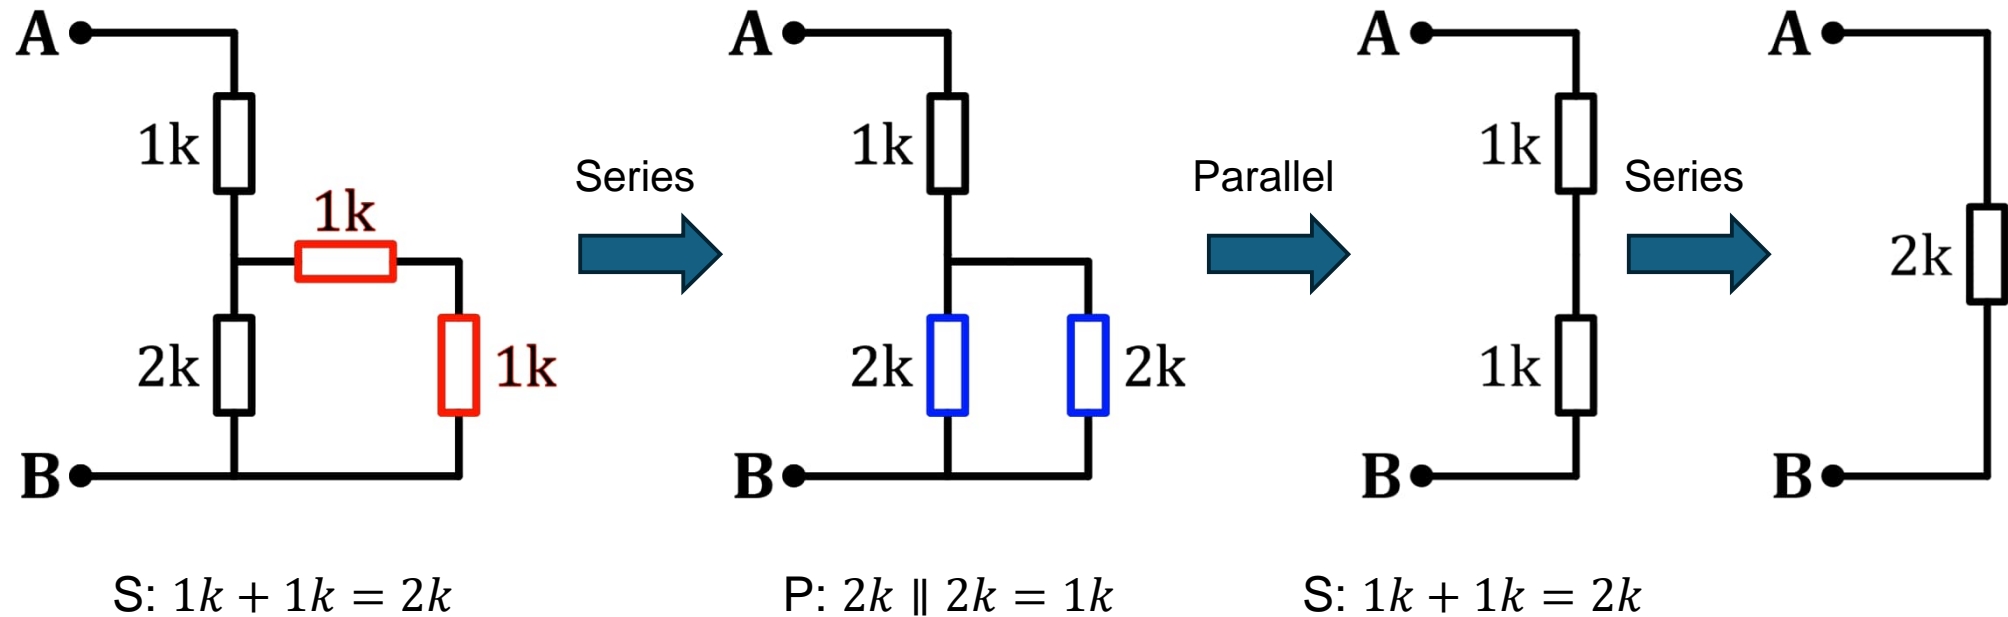 A
1k
1k
2k
1k
B
S: 1k + 1k = 2k
Series
A
1k
2k
2k
B
P: 2k ∥ 2k = 1k
Parallel
A
1k
1k
B
S: 1k + 1k = 2k
Series
A
2k
B